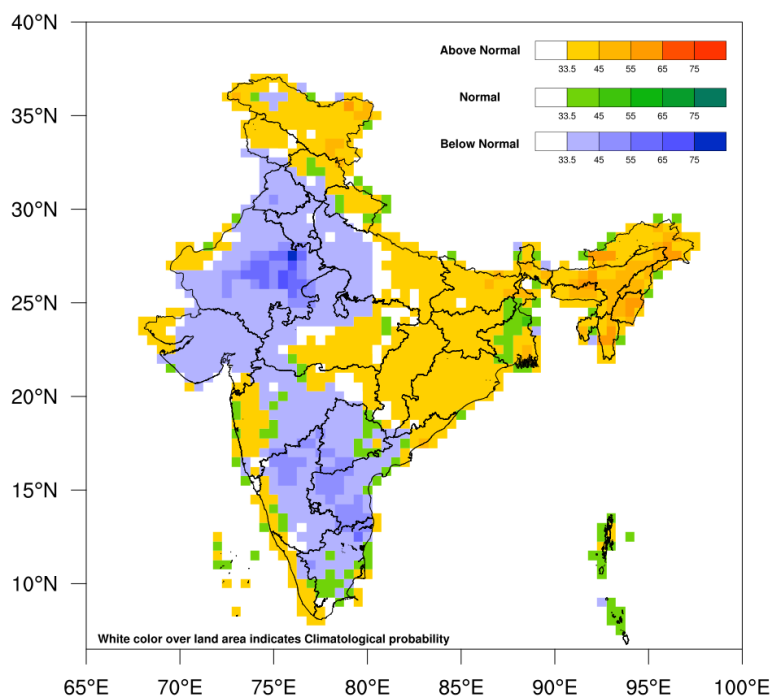 40°N
35°N
30°N
25°N
20°N
15°N
10°N
Above Normal
33.5 45 55 65 75
Normal
33.5 45 55 65 75
Below Normal
33.5 45 55 65 75
White color over land area indicates Climatological probability
65°E 70°E 75°E 80°E 85°E 90°E 95°E 100°E